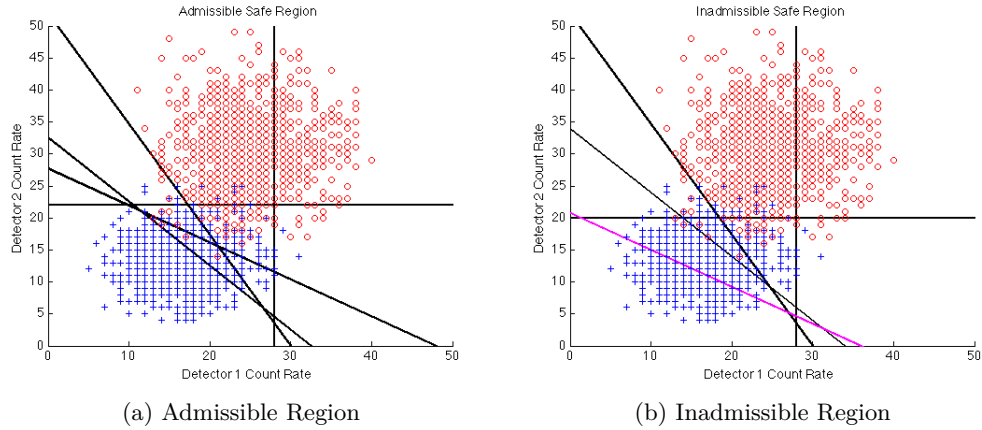 Admissible Safe Region
50
45
40
35
30
25
20
15
10
5
0
Detector 2 Count Rate
0 10 20 30 40 50
Detector 1 Count Rate
(a) Admissible Region
Inadmissible Safe Region
50
45
40
35
30
25
20
15
10
5
0
Detector 2 Count Rate
0 10 20 30 40 50
Detector 1 Count Rate
(b) Inadmissible Region